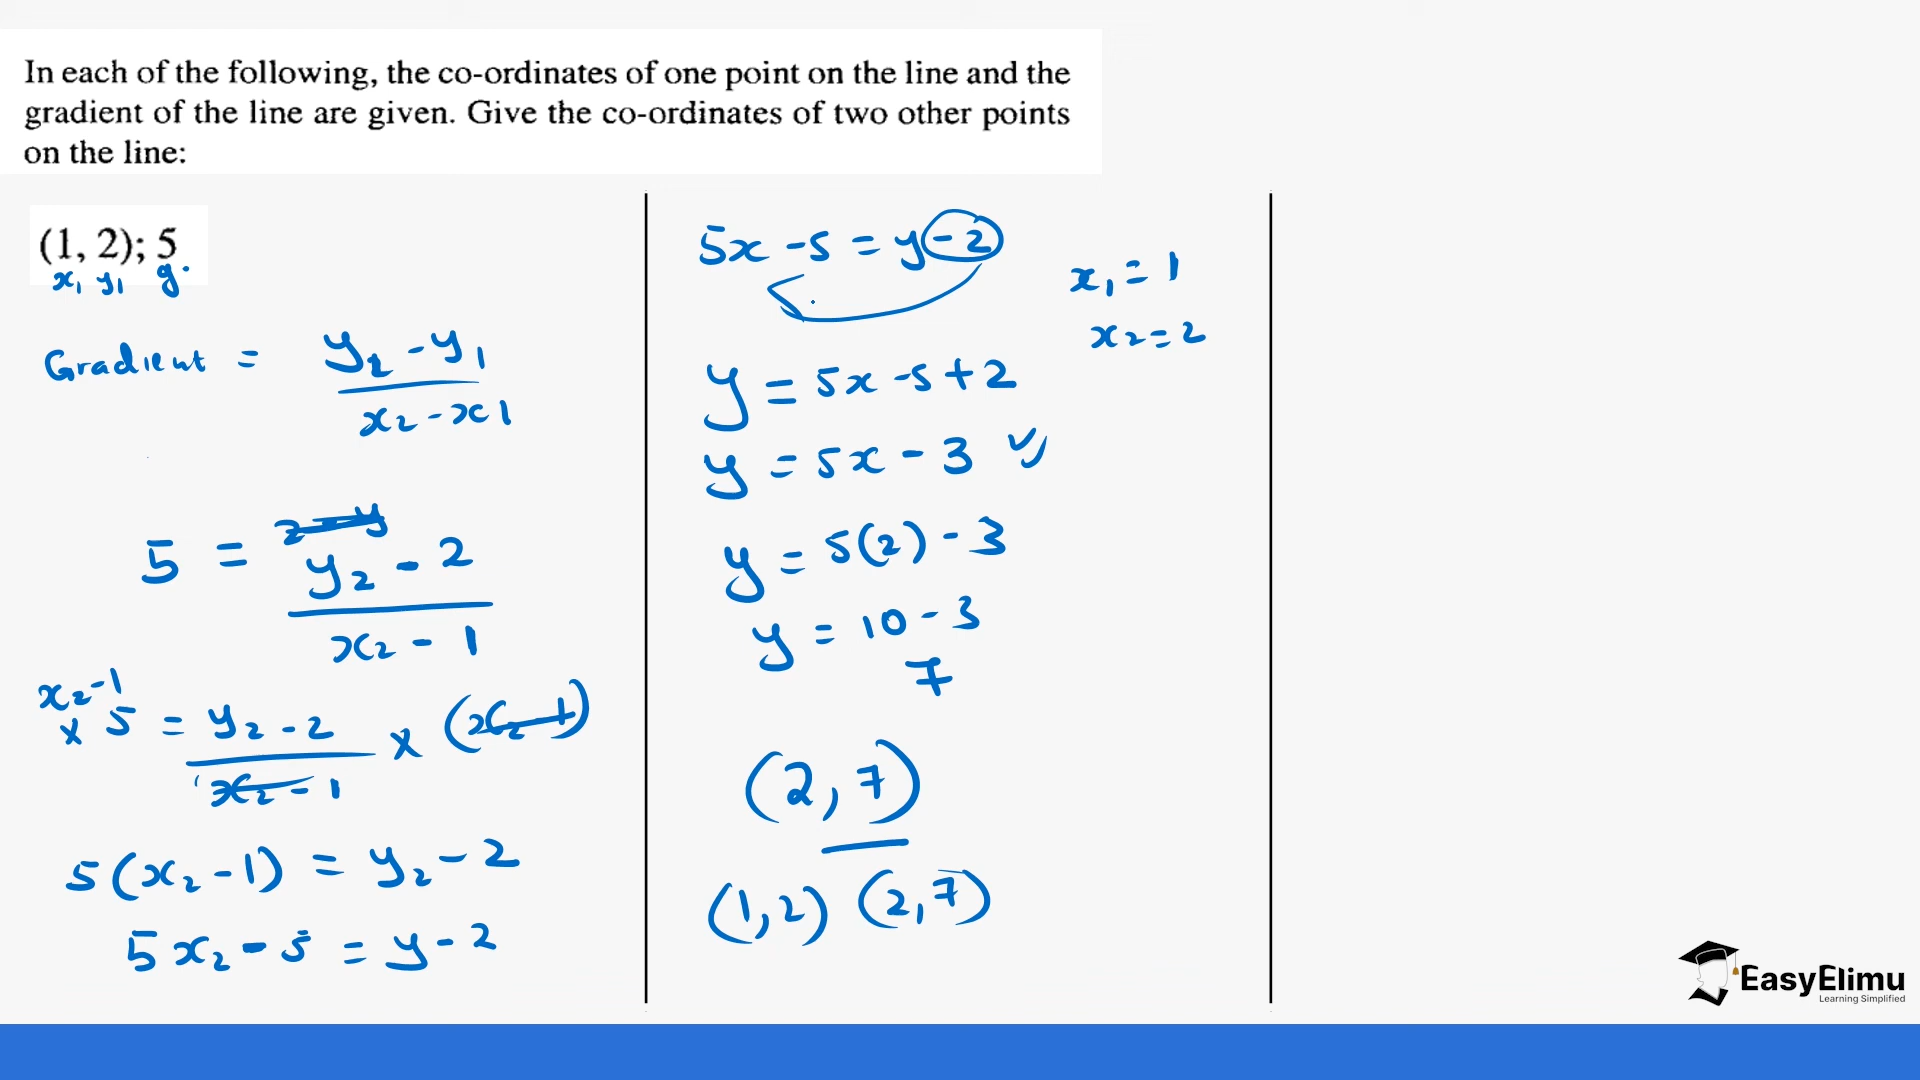 In each of the following, the co-ordinates of one point on the line and the
gradient of the line are given. Give the co-ordinates of two other points
on the line:
(1, 2); 5
x₁ y₁ g.
Gradient = y₂ - y₁
x₂ - x1
5 = y₂ - 2
x₂ - 1
x₂-1
x 5 = y₂ - 2 x (x₂-1)
x₂ - 1
5(x₂ - 1) = y₂ - 2
5x₂ - 5 = y - 2
5x - 5 = y - 2
y = 5x - 5 + 2
y = 5x - 3
y = 5(2) - 3
y = 10 - 3
7
(2, 7)
(1, 2) (2, 7)
x₁ = 1
x₂ = 2
EasyElimu
Learning Simplified